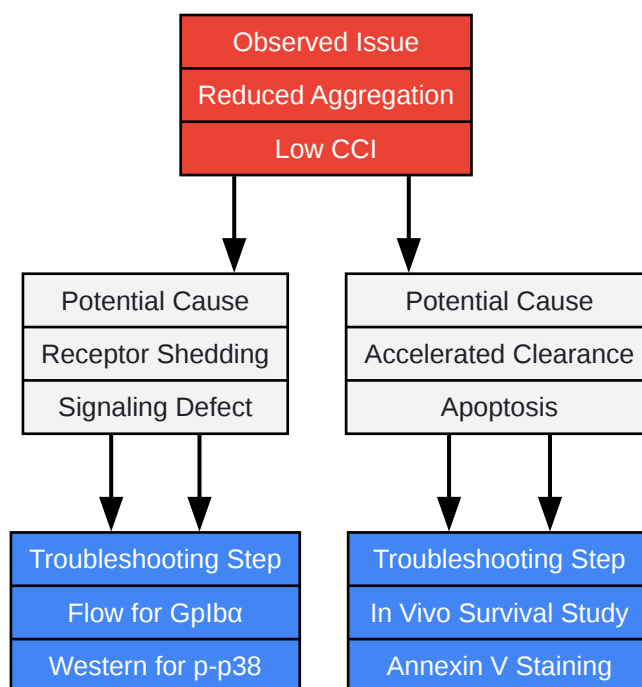 Observed Issue
Reduced Aggregation
Low CCI
Potential Cause
Receptor Shedding
Signaling Defect
Potential Cause
Accelerated Clearance
Apoptosis
Troubleshooting Step
Flow for GpIbα
Western for p-p38
Troubleshooting Step
In Vivo Survival Study
Annexin V Staining